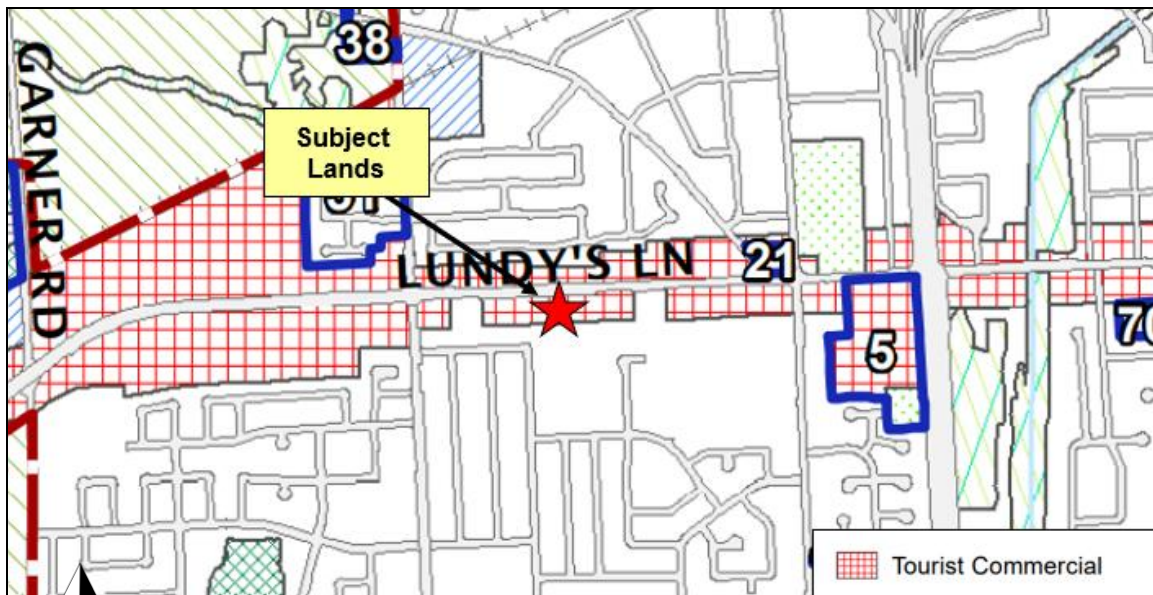 GARNER RD
38
Subject
Lands
LUNDY'S LN
21
5
Tourist Commercial